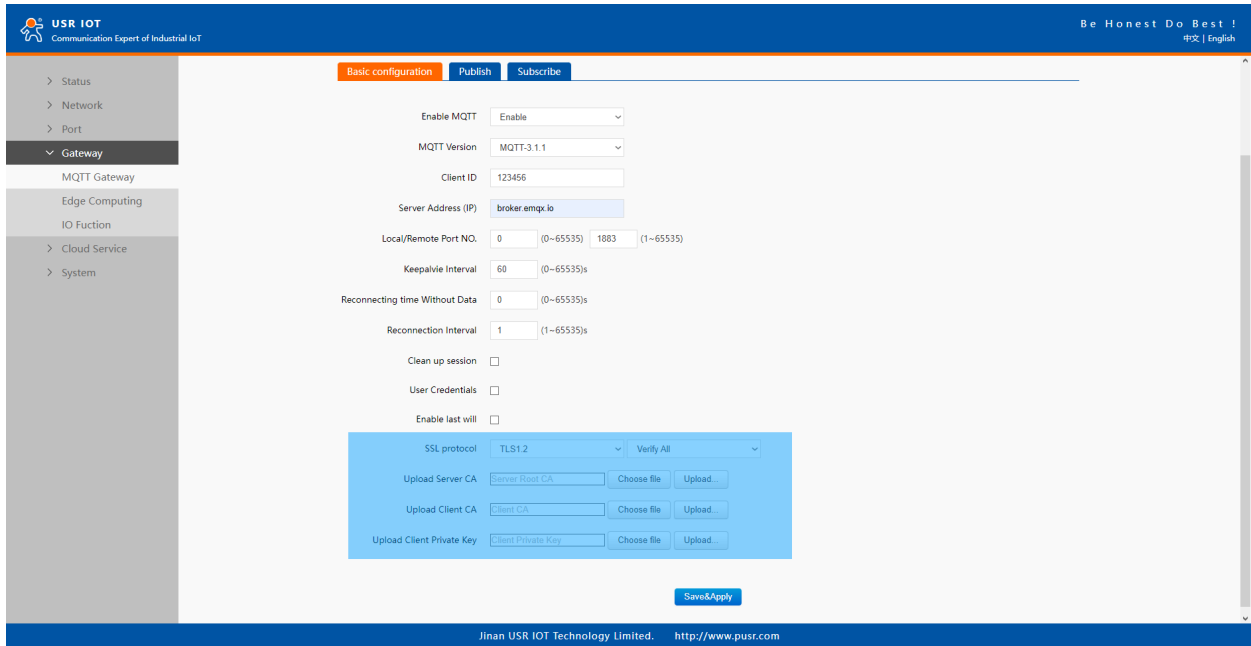 USR IOT
Communication Expert of Industrial IoT
Be Honest Do Best !
中文 | English
Status
Network
Port
Gateway
MQTT Gateway
Edge Computing
IO Fuction
Cloud Service
System
Basic configuration Publish Subscribe
Enable MQTT Enable
MQTT Version MQTT-3.1.1
Client ID 123456
Server Address (IP) broker.emqx.io
Local/Remote Port NO. 0 (0~65535) 1883 (1~65535)
Keepalvie Interval 60 (0~65535)s
Reconnecting time Without Data 0 (0~65535)s
Reconnection Interval 1 (1~65535)s
Clean up session
User Credentials
Enable last will
SSL protocol TLS1.2 Verify All
Upload Server CA Server Root CA Choose file Upload...
Upload Client CA Client CA Choose file Upload...
Upload Client Private Key Client Private Key Choose file Upload...
Save&Apply
Jinan USR IOT Technology Limited. http://www.pusr.com